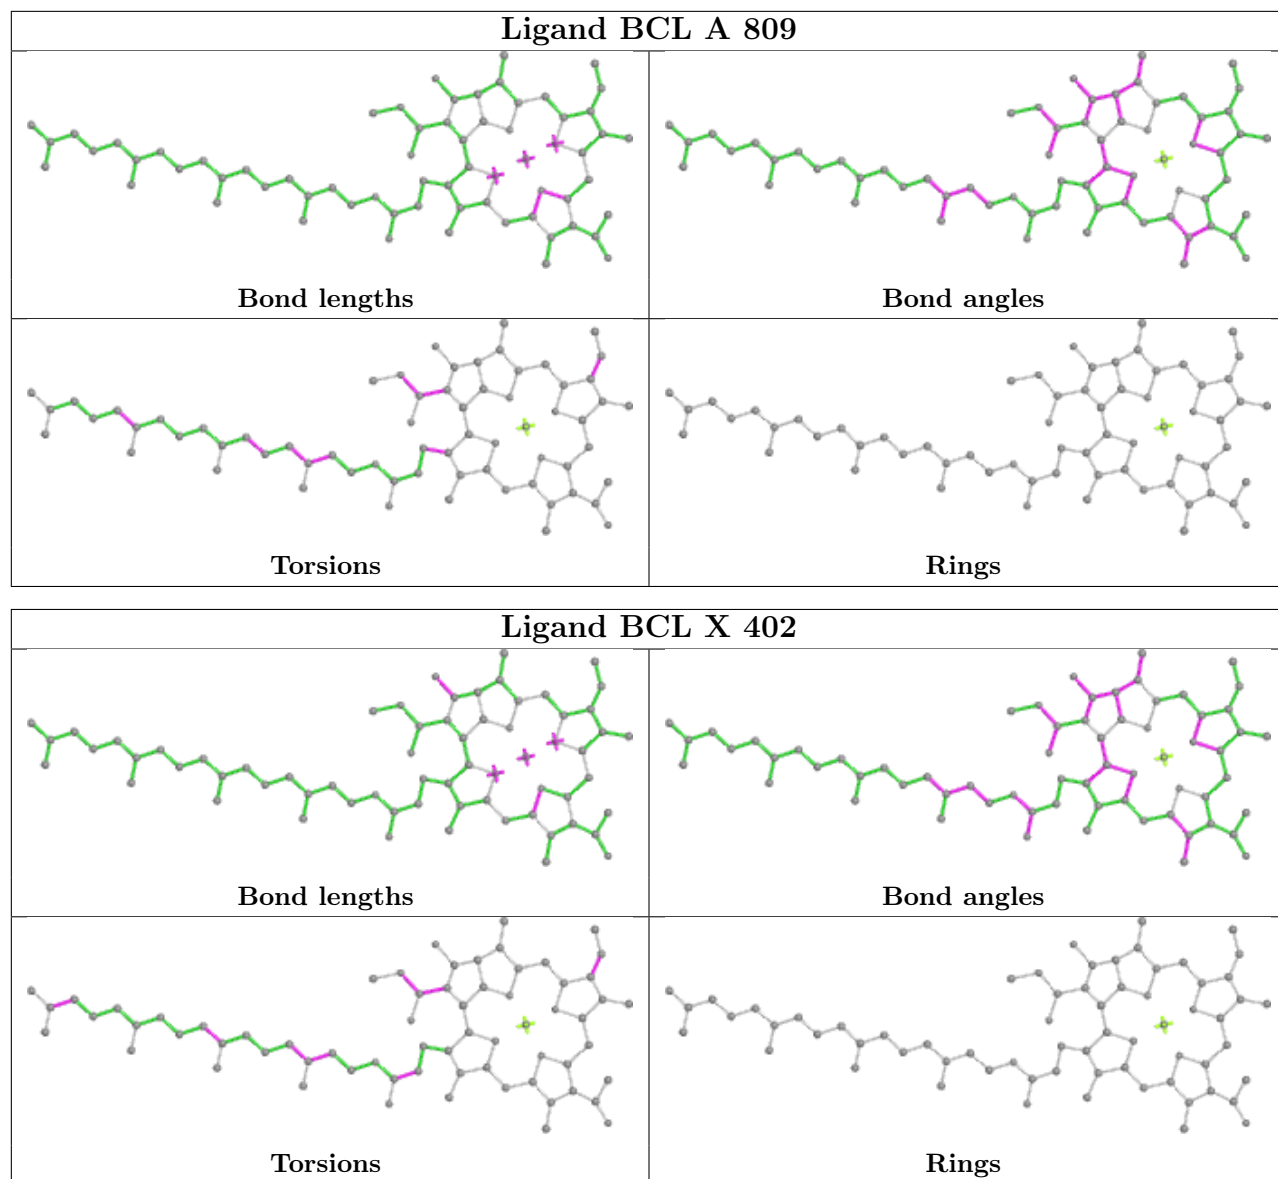 Ligand BCL A 809
Bond lengths
Bond angles
Torsions
Rings
Ligand BCL X 402
Bond lengths
Bond angles
Torsions
Rings